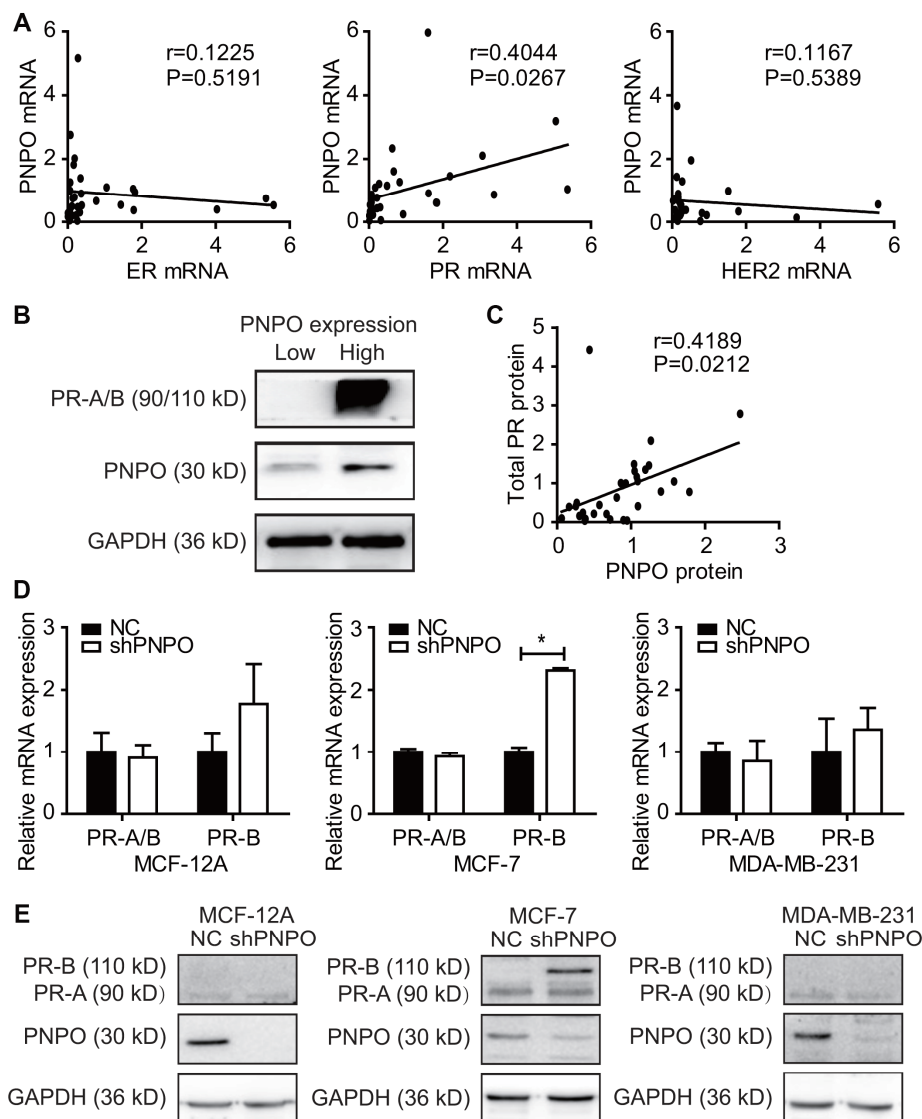 A
PNPO mRNA
6
4
2
0
0 2 4 6
ER mRNA
r=0.1225
P=0.5191
PNPO mRNA
6
4
2
0
0 2 4 6
PR mRNA
r=0.4044
P=0.0267
PNPO mRNA
6
4
2
0
0 2 4 6
HER2 mRNA
r=0.1167
P=0.5389
B
PNPO expression
Low High
PR-A/B (90/110 kD)
PNPO (30 kD)
GAPDH (36 kD)
C
Total PR protein
5
4
3
2
1
0
0 1 2 3
PNPO protein
r=0.4189
P=0.0212
D
Relative mRNA expression
3
2
1
0
NC
shPNPO
PR-A/B PR-B
MCF-12A
Relative mRNA expression
3
2
1
0
NC
shPNPO
*
PR-A/B PR-B
MCF-7
Relative mRNA expression
3
2
1
0
NC
shPNPO
PR-A/B PR-B
MDA-MB-231
E
MCF-12A
NC shPNPO
PR-B (110 kD)
PR-A (90 kD)
PNPO (30 kD)
GAPDH (36 kD)
MCF-7
NC shPNPO
PR-B (110 kD)
PR-A (90 kD)
PNPO (30 kD)
GAPDH (36 kD)
MDA-MB-231
NC shPNPO
PR-B (110 kD)
PR-A (90 kD)
PNPO (30 kD)
GAPDH (36 kD)